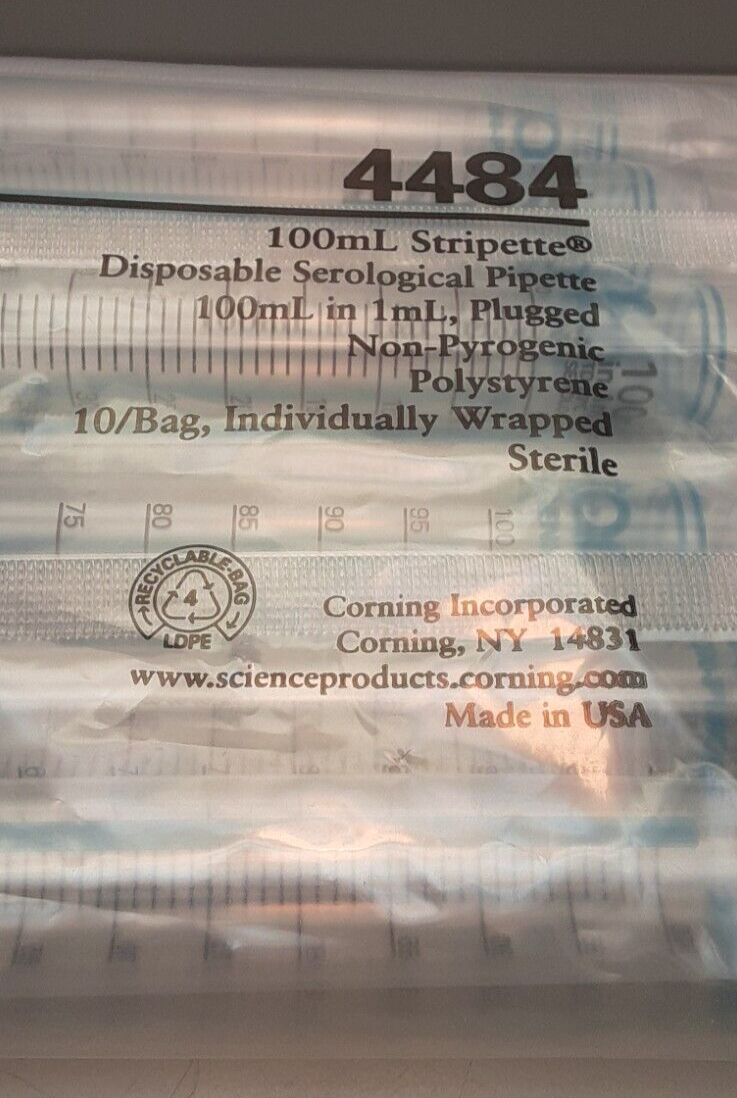 4484
100mL Stripette®
Disposable Serological Pipette
100mL in 1mL, Plugged
Non-Pyrogenic
Polystyrene
10/Bag, Individually Wrapped
Sterile
75 80 85 90 95 100
RECYCLABLE-BAG
4
LDPE
Corning Incorporated
Corning, NY 14831
www.scienceproducts.corning.com
Made in USA